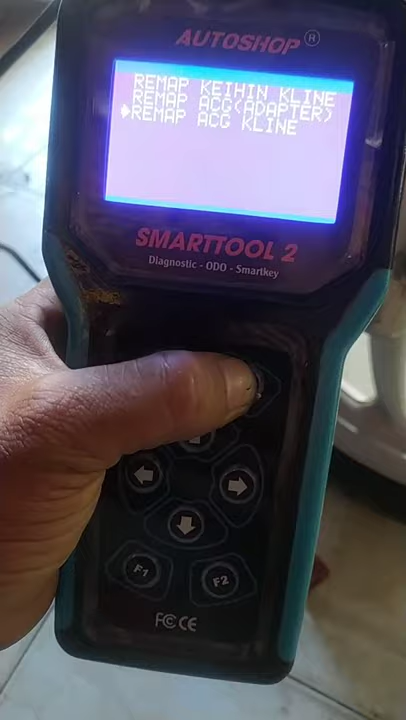 AUTOSHOP®
REMAP KEIHIN KLINE
REMAP ACG(ADAPTER)
REMAP ACG KLINE
SMARTTOOL 2
Diagnostic - ODO - Smartkey
F1
F2
FC CE